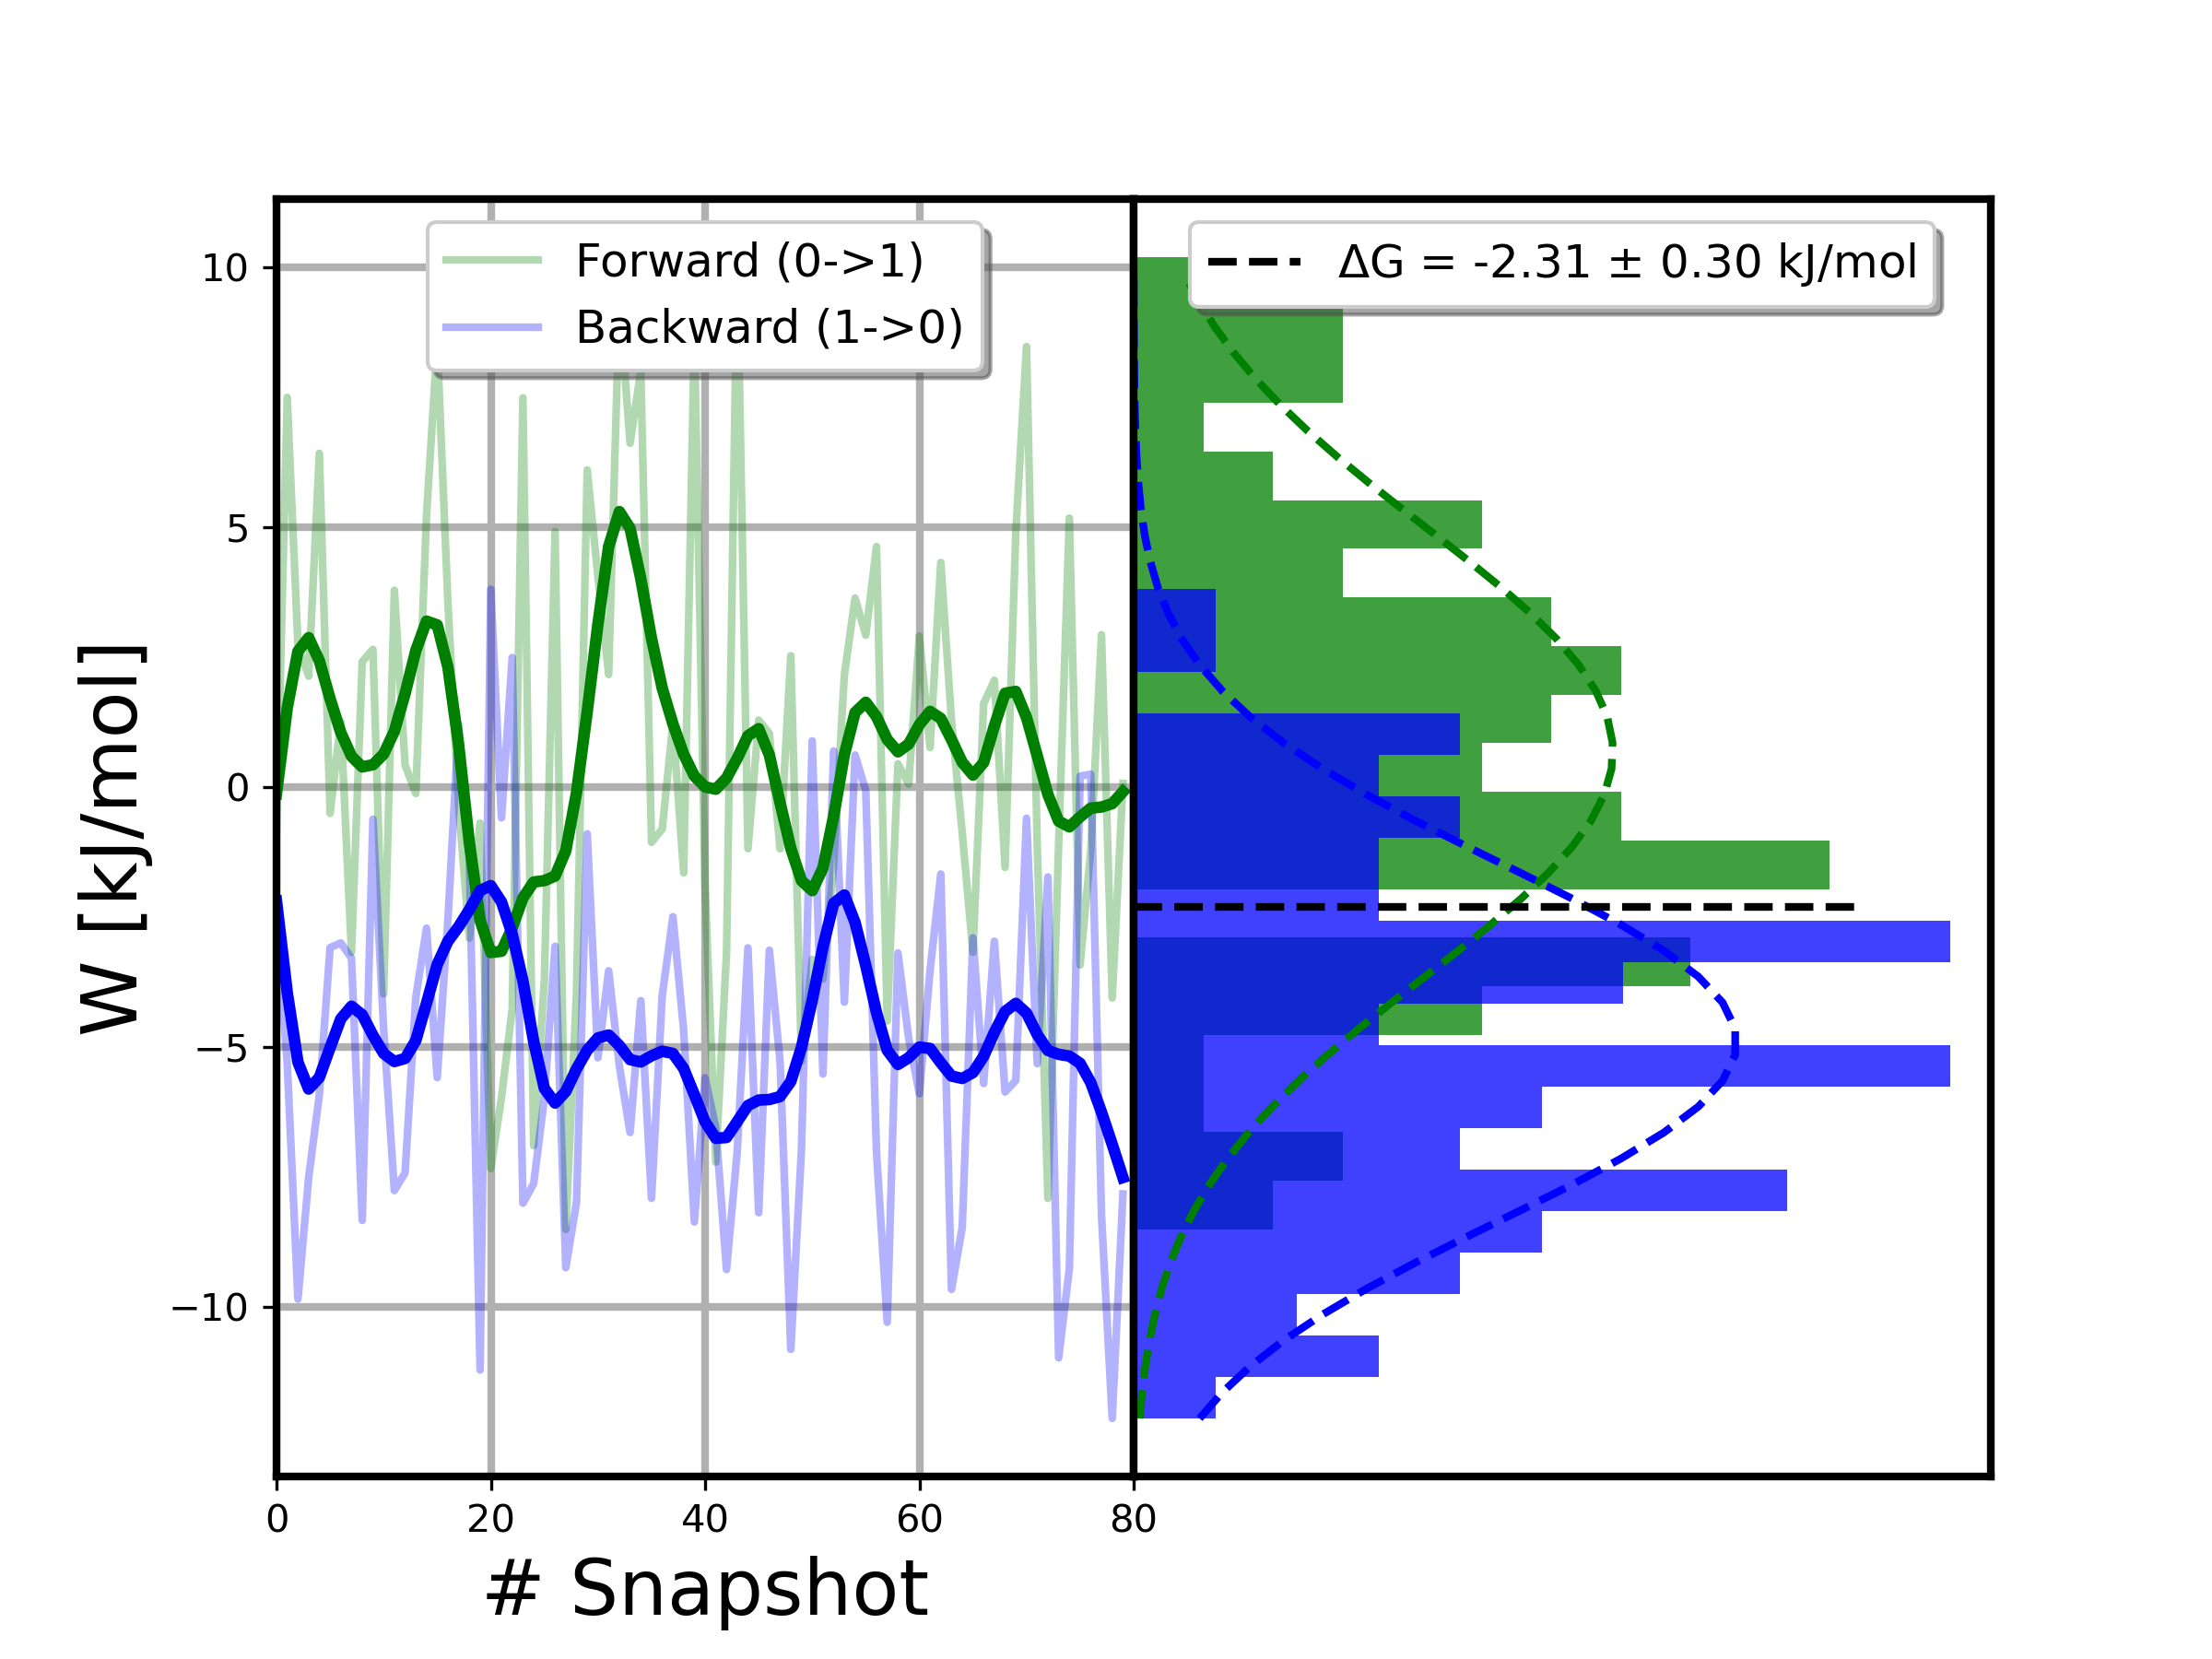 Forward (0->1)
Backward (1->0)
ΔG = -2.31 ± 0.30 kJ/mol
W [kJ/mol]
10
5
0
−5
−10
0 20 40 60 80
# Snapshot